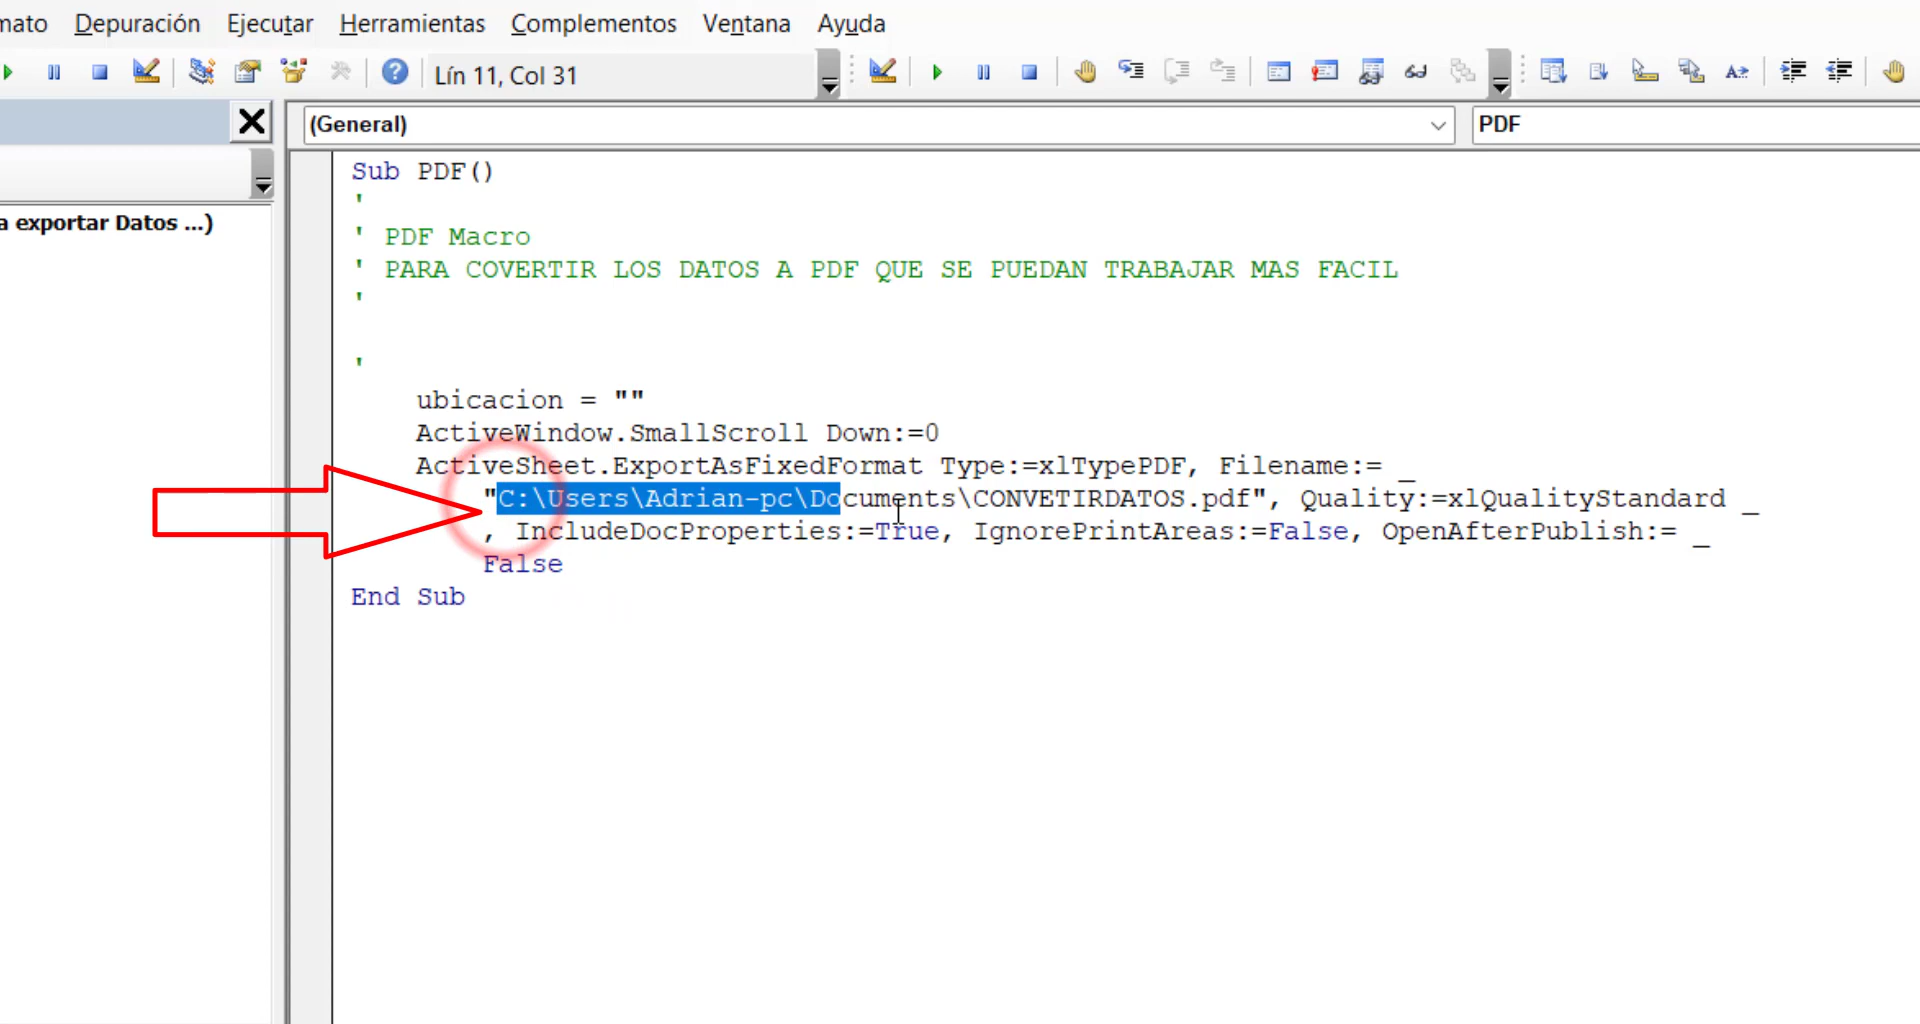 mato Depuración Ejecutar Herramientas Complementos Ventana Ayuda
Lín 11, Col 31
(General) PDF
a exportar Datos ...)
Sub PDF()
'
' PDF Macro
' PARA COVERTIR LOS DATOS A PDF QUE SE PUEDAN TRABAJAR MAS FACIL
'
'
ubicacion = ""
ActiveWindow.SmallScroll Down:=0
ActiveSheet.ExportAsFixedFormat Type:=xlTypePDF, Filename:= _
"C:\Users\Adrian-pc\Documents\CONVETIRDATOS.pdf", Quality:=xlQualityStandard _
, IncludeDocProperties:=True, IgnorePrintAreas:=False, OpenAfterPublish:= _
False
End Sub